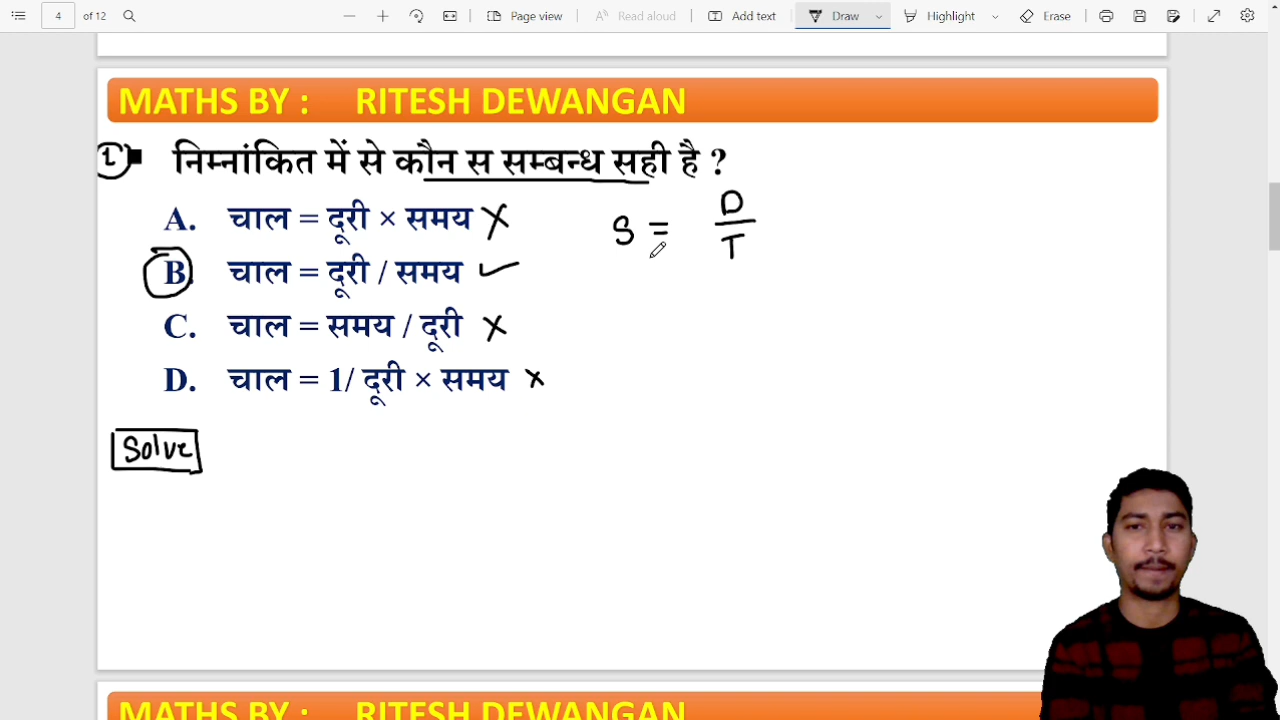 4 of 12 Page view Read aloud Add text Draw Highlight Erase
MATHS BY : RITESH DEWANGAN
1 निम्नांकित में से कौन स सम्बन्ध सही है ?
A. चाल = दूरी × समय ×
B. चाल = दूरी / समय ✓
C. चाल = समय / दूरी ×
D. चाल = 1/ दूरी × समय ×
S = D
T
Solve
MATHS BY : RITESH DEWANGAN